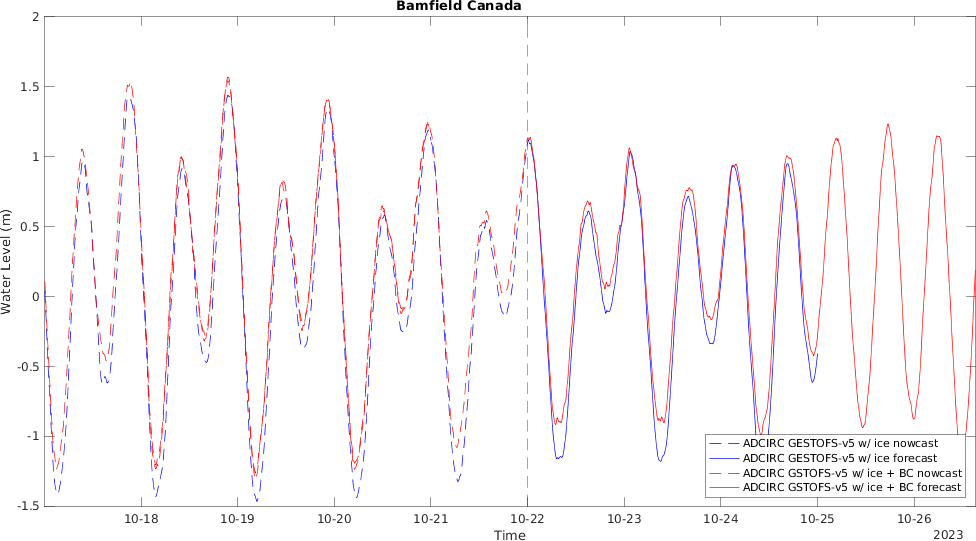 Bamfield Canada
2
1.5
1
0.5
0
-0.5
-1
-1.5
Water Level (m)
10-18 10-19 10-20 10-21 10-22 10-23 10-24 10-25 10-26
Time
2023
ADCIRC GESTOFS-v5 w/ ice nowcast
ADCIRC GESTOFS-v5 w/ ice forecast
ADCIRC GSTOFS-v5 w/ ice + BC nowcast
ADCIRC GSTOFS-v5 w/ ice + BC forecast